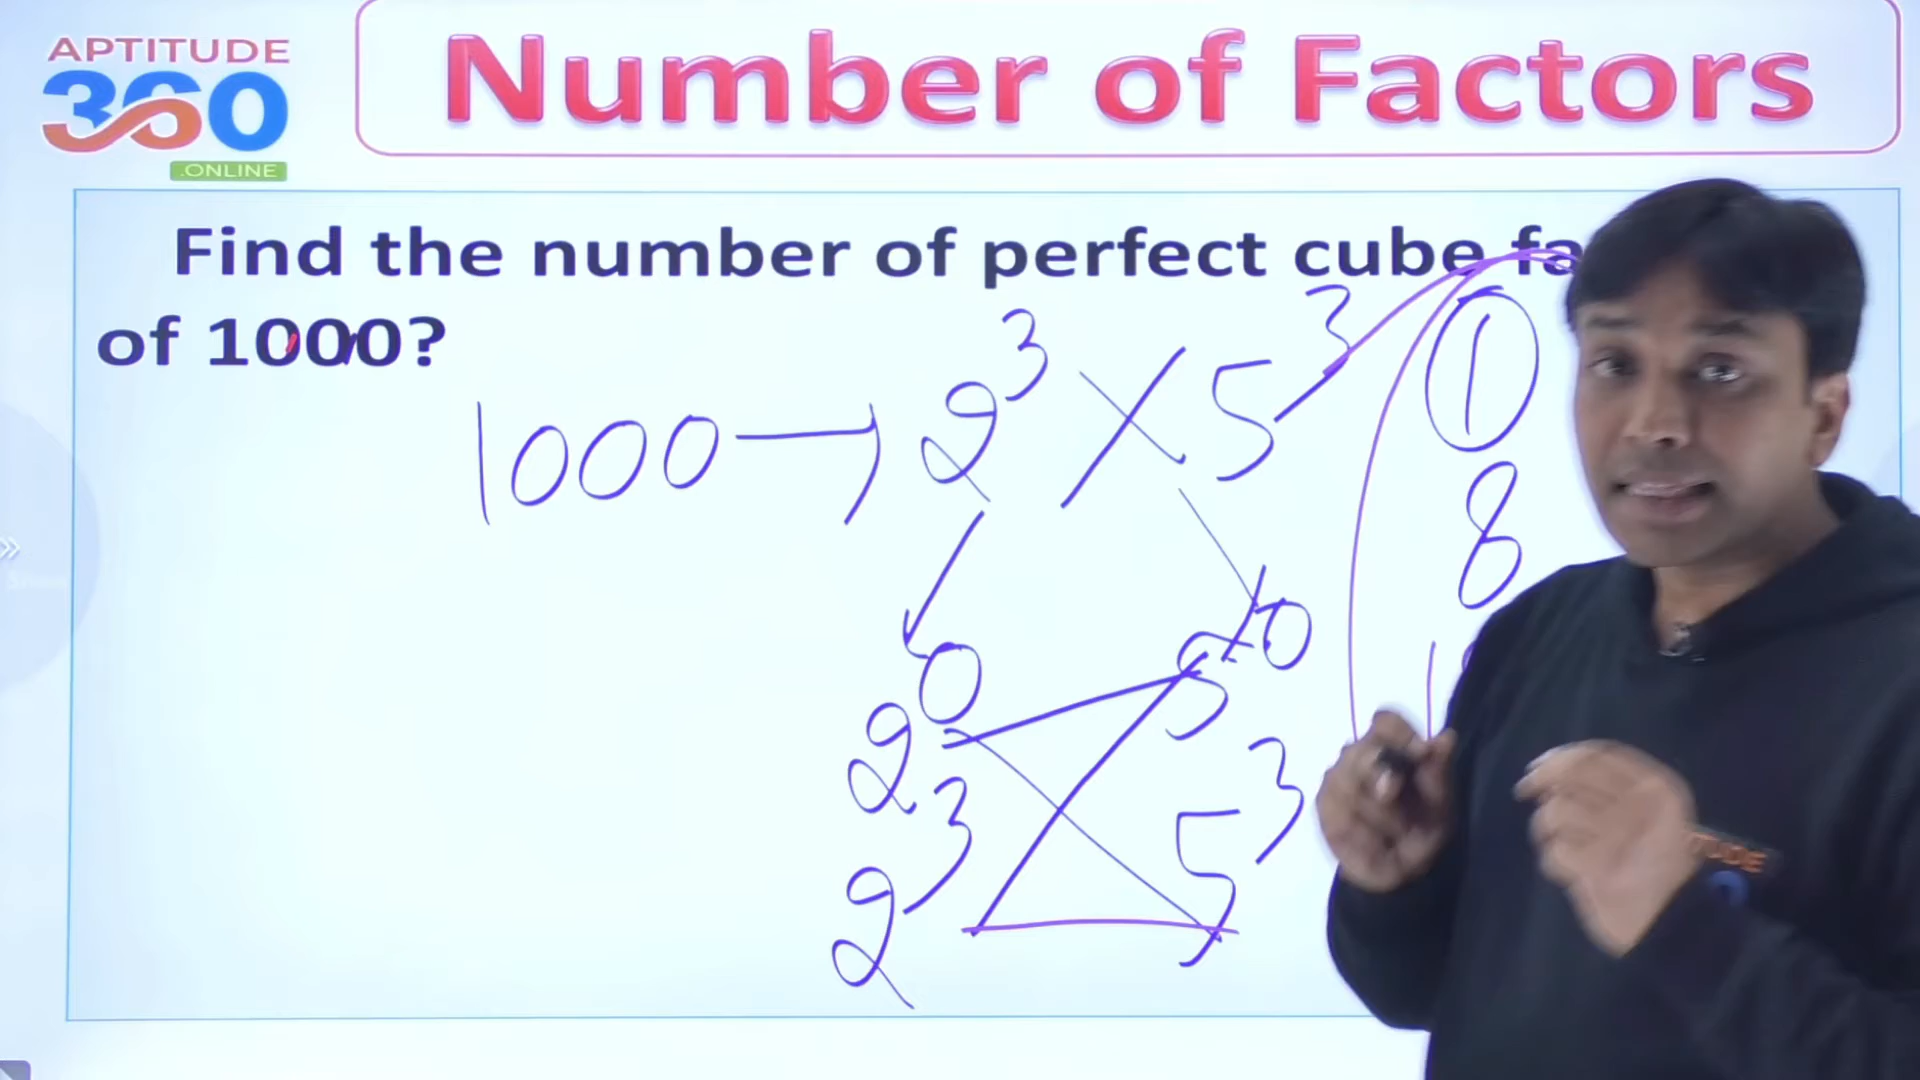 APTITUDE
360
.ONLINE
Number of Factors
Find the number of perfect cube fa
of 1000?
1000 → 2³ × 5³
1
8
2⁰ 5⁰
2³ 5³
TUDE